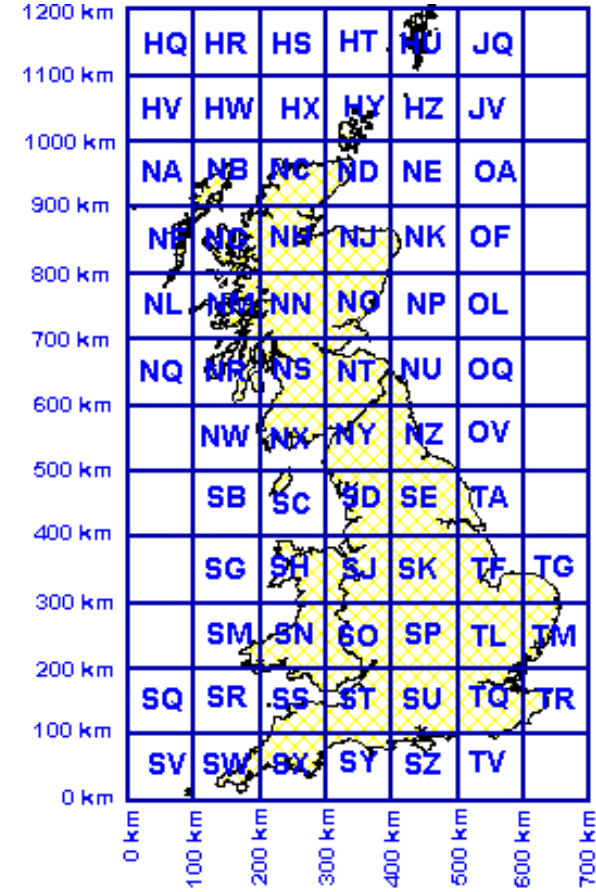 1200 km
HQ HR HS HT HU JQ
1100 km
HV HW HX HY HZ JV
1000 km
NA NB NC ND NE OA
900 km
NF NG NH NJ NK OF
800 km
NL NM NN NO NP OL
700 km
NQ NR NS NT NU OQ
600 km
NW NX NY NZ OV
500 km
SB SC SD SE TA
400 km
SG SH SJ SK TF TG
300 km
SM SN SO SP TL TM
200 km
SQ SR SS ST SU TQ TR
100 km
SV SW SX SY SZ TV
0 km
0 km
100 km
200 km
300 km
400 km
500 km
600 km
700 km